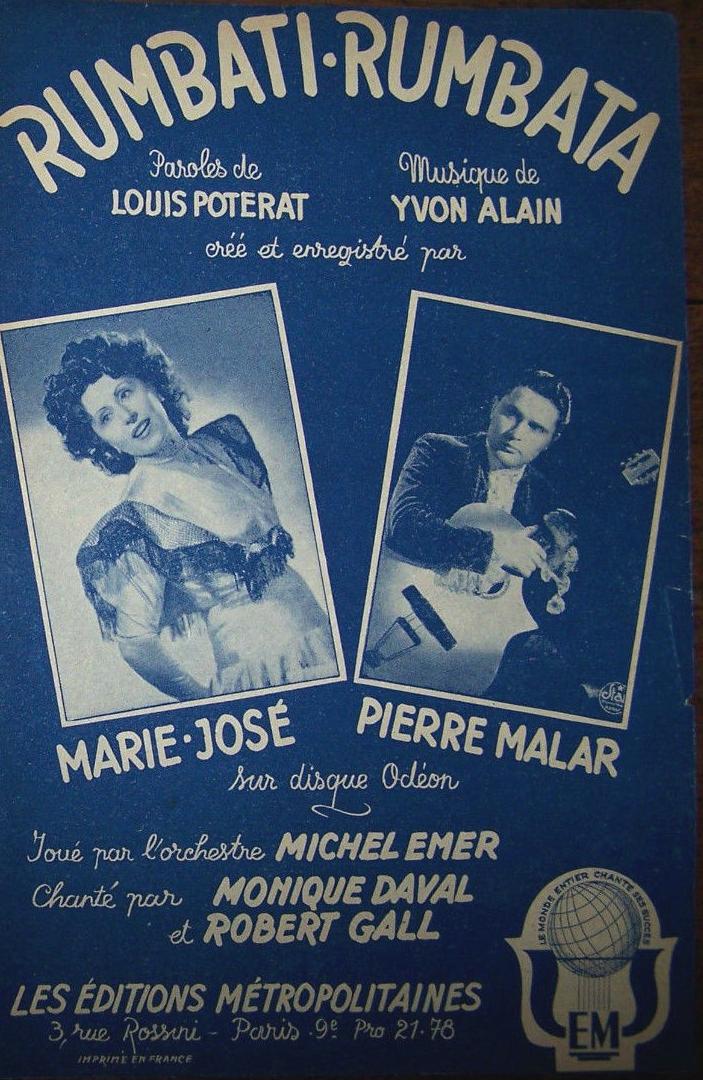 RUMBATI·RUMBATA
Paroles de
LOUIS POTERAT
Musique de
YVON ALAIN
créé et enregistré par
Star
MARIE·JOSÉ
PIERRE MALAR
sur disque Odéon
Joué par l'orchestre MICHEL EMER
Chanté par MONIQUE DAVAL
et ROBERT GALL
LE MONDE ENTIER CHANTE SES SUCCÈS
EM
LES ÉDITIONS MÉTROPOLITAINES
3, rue Rossini - Paris. 9e Pro 21-78
IMPRIMÉ EN FRANCE